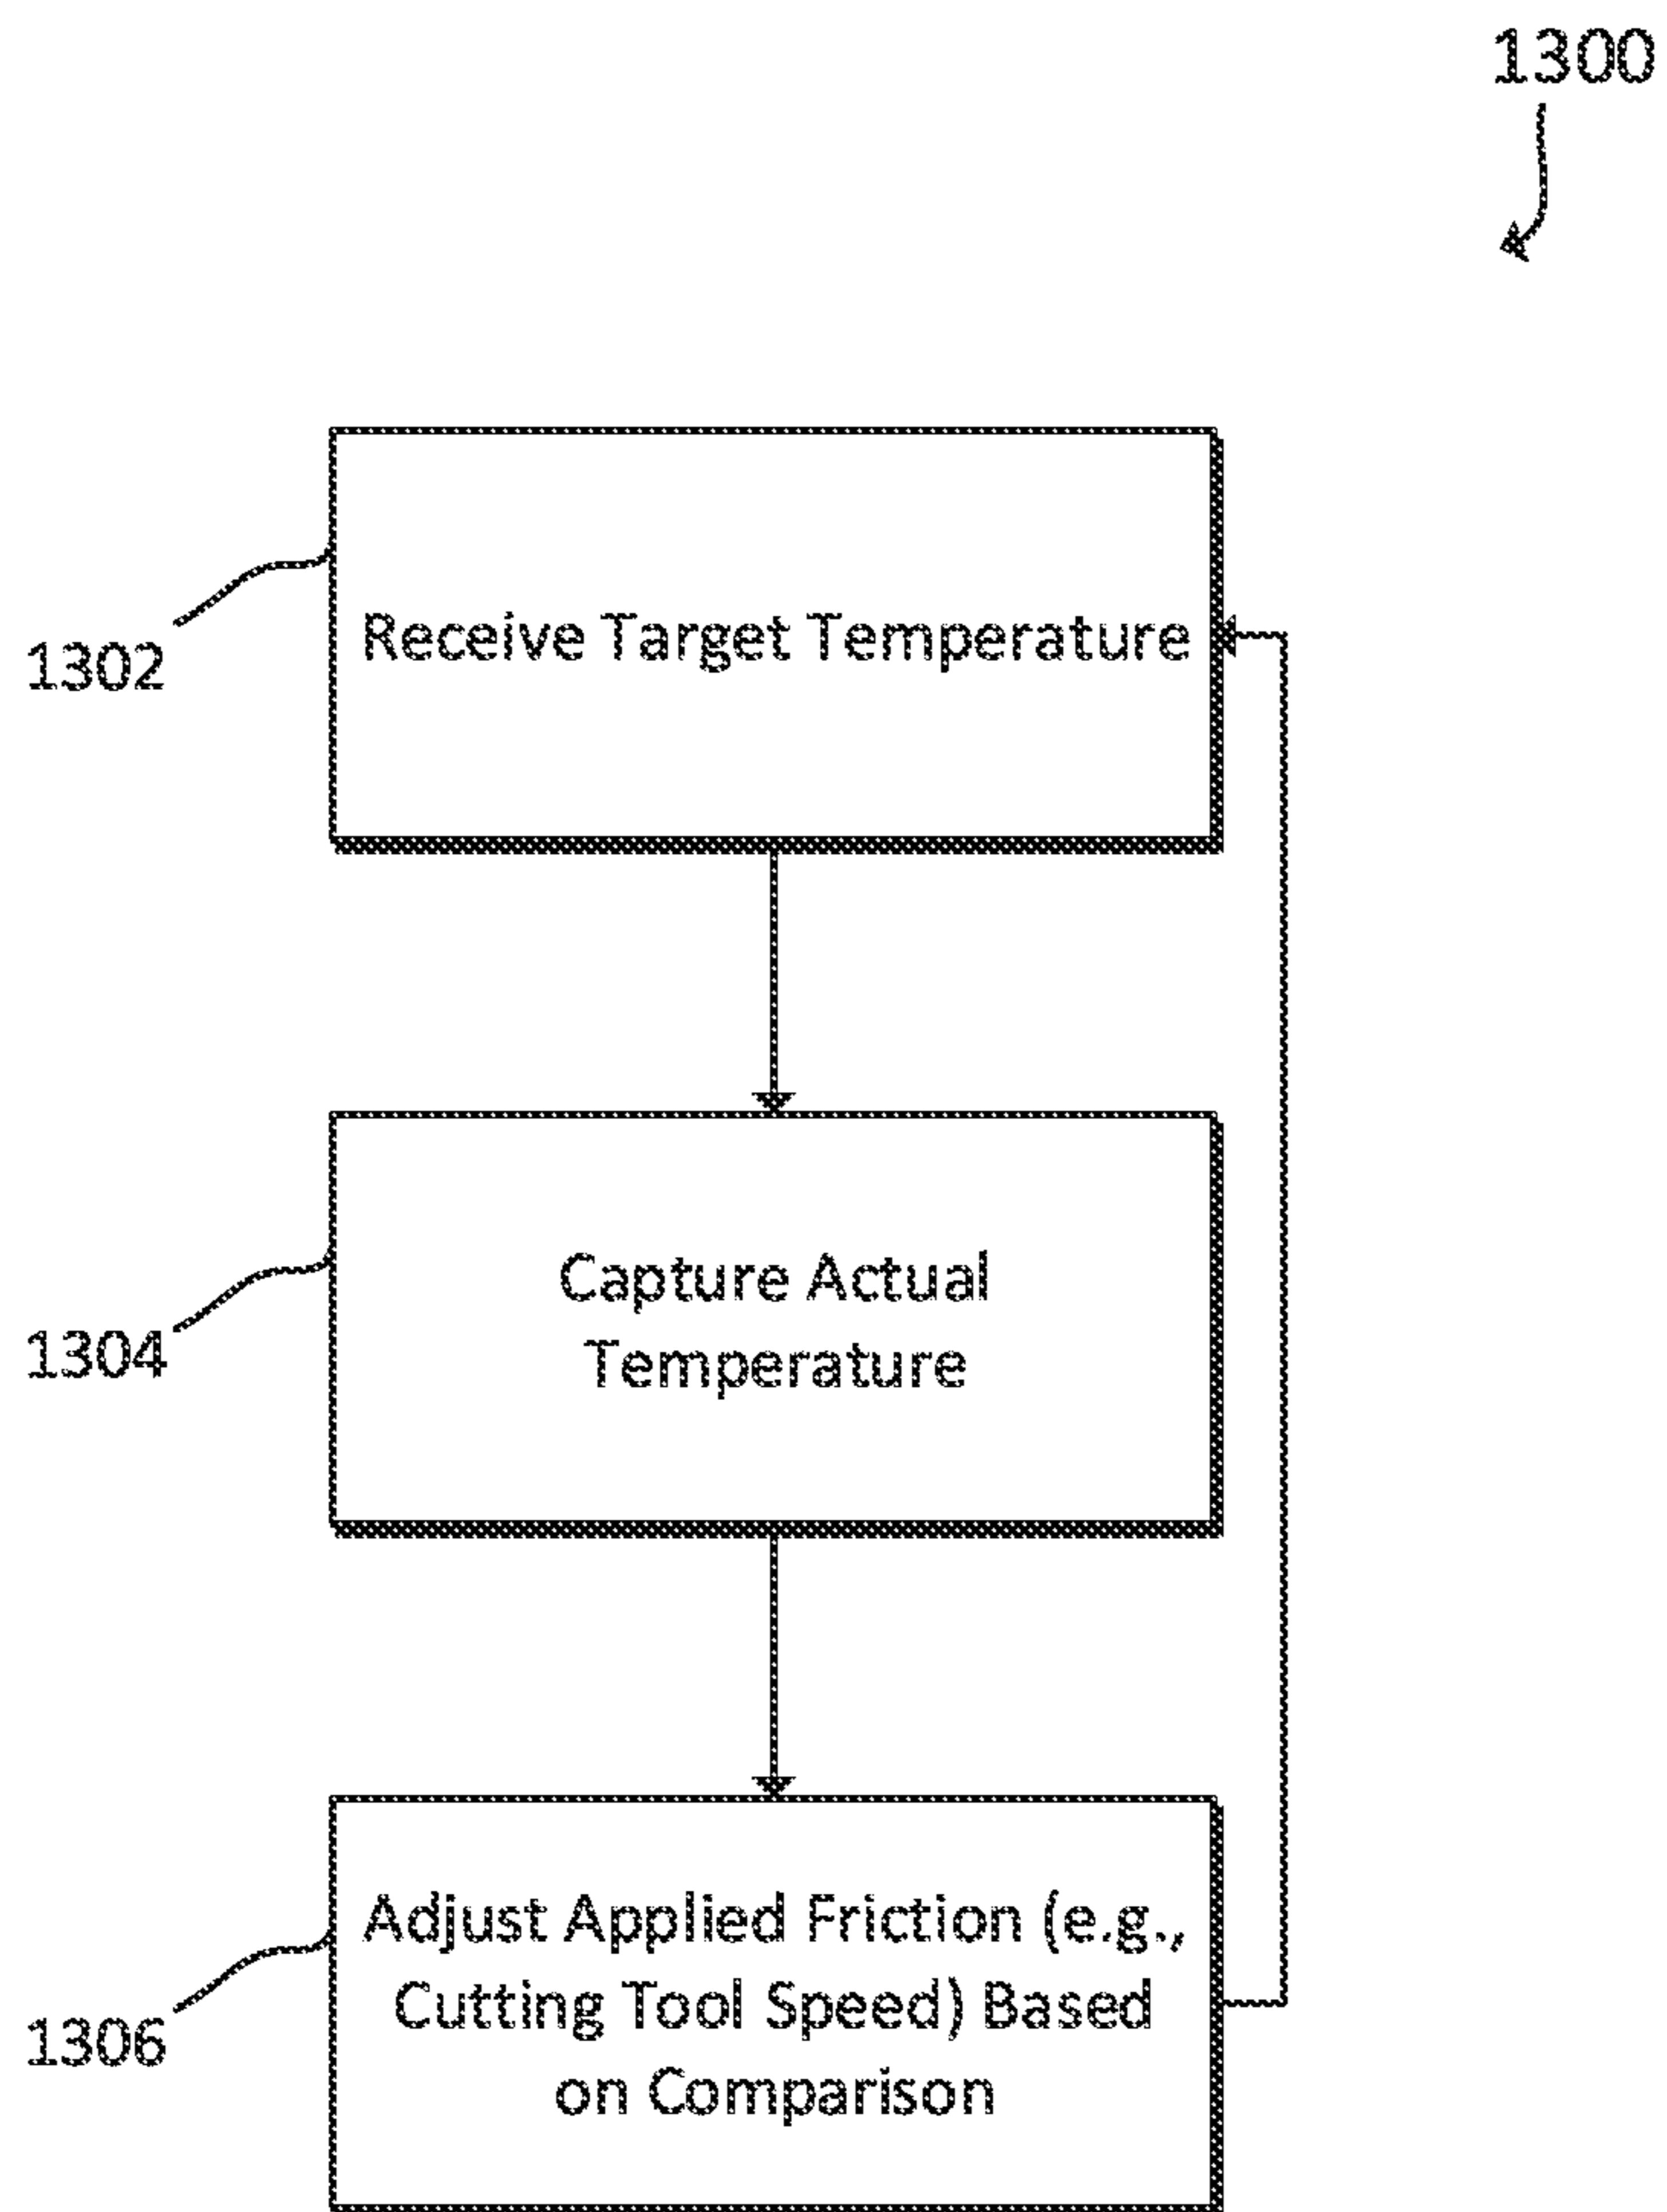 1300
Receive Target Temperature
1302
Capture Actual
Temperature
1304
Adjust Applied Friction (e.g.,
Cutting Tool Speed) Based
on Comparison
1306